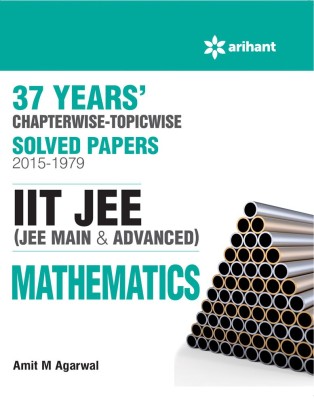 arihant
37 YEARS'
CHAPTERWISE-TOPICWISE
SOLVED PAPERS
2015-1979
IIT JEE
(JEE MAIN & ADVANCED)
MATHEMATICS
Amit M Agarwal